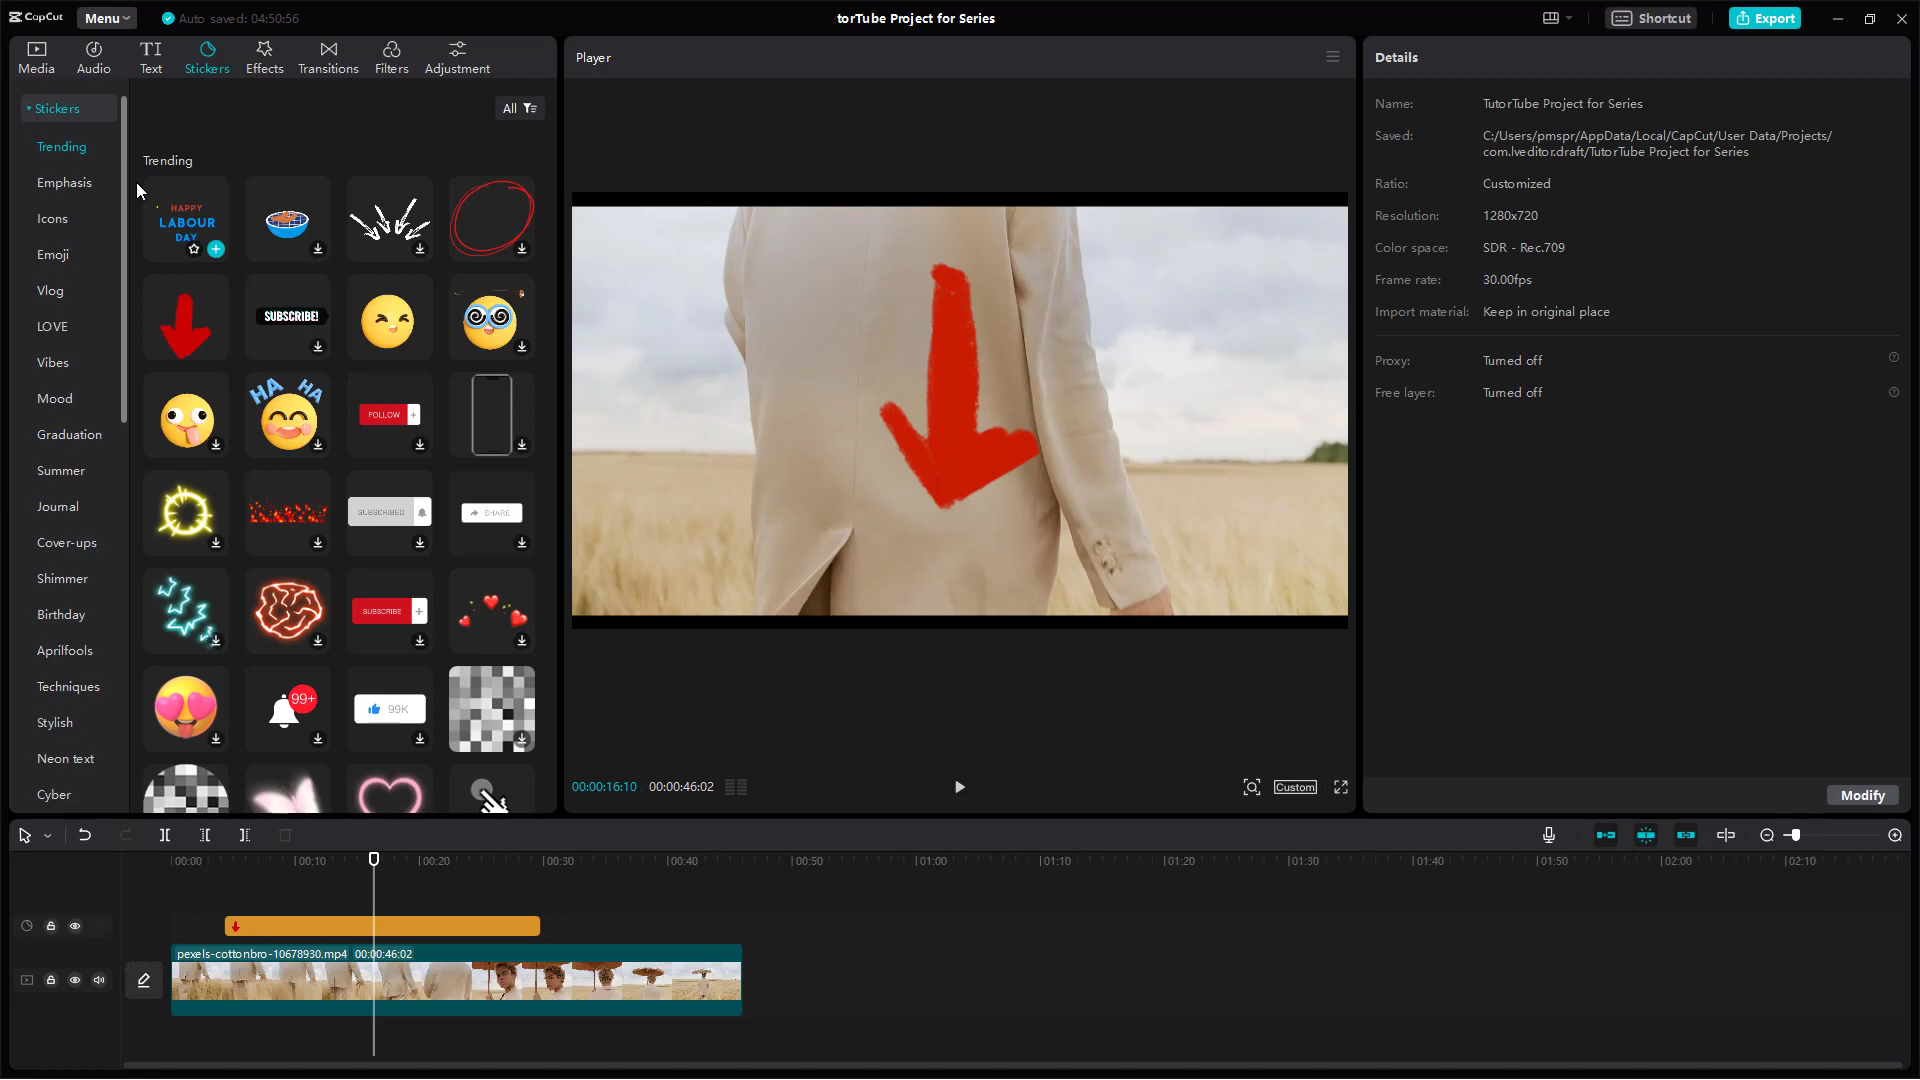 CapCut
Menu
Auto saved: 04:50:56
torTube Project for Series
Shortcut
Export
Media
Audio
TI
Text
Stickers
Effects
Transitions
Filters
Adjustment
Stickers
Trending
Emphasis
Icons
Emoji
Vlog
LOVE
Vibes
Mood
Graduation
Summer
Journal
Cover-ups
Shimmer
Birthday
Aprilfools
Techniques
Stylish
Neon text
Cyber
All
Trending
HAPPY
LABOUR
DAY
SUBSCRIBE!
HA HA
FOLLOW +
SUBSCRIBED
SHARE
SUBSCRIBE +
99+
99K
Player
00:00:16:10
00:00:46:02
Custom
Details
Name:
TutorTube Project for Series
Saved:
C:/Users/pmspr/AppData/Local/CapCut/User Data/Projects/
com.lveditor.draft/TutorTube Project for Series
Ratio:
Customized
Resolution:
1280x720
Color space:
SDR - Rec.709
Frame rate:
30.00fps
Import material:
Keep in original place
Proxy:
Turned off
Free layer:
Turned off
Modify
00:00
00:10
00:20
00:30
00:40
00:50
01:00
01:10
01:20
01:30
01:40
01:50
02:00
02:10
pexels-cottonbro-10678930.mp4 00:00:46:02